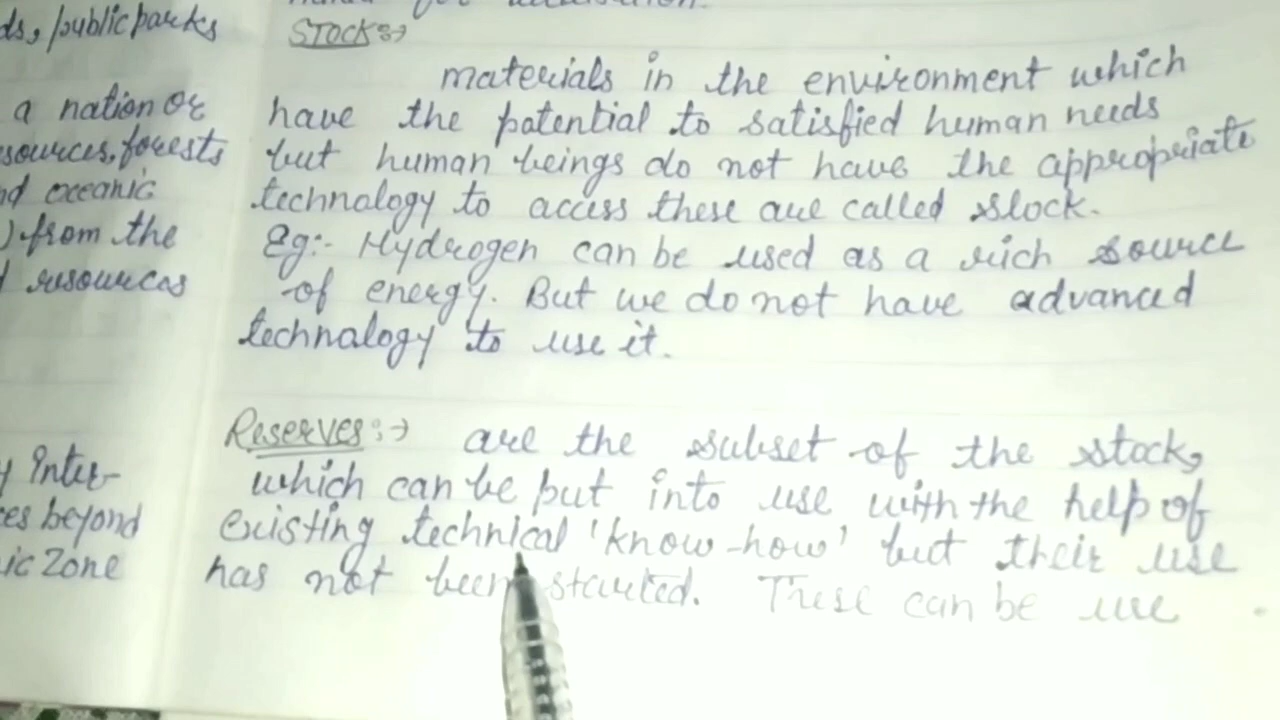 ds, public parks
a nation or
sources, forests
nd oceanic
) from the
resources
y Inter-
ces beyond
ic Zone
STOCK:→
materials in the environment which
have the potential to satisfied human needs
but human beings do not have the appropriate
technology to access these are called stock.
Eg:- Hydrogen can be used as a rich source
of energy. But we do not have advanced
technology to use it.
Reserves:→ are the subset of the stock,
which can be put into use with the help of
existing technical 'know-how' but their use
has not been started. These can be use